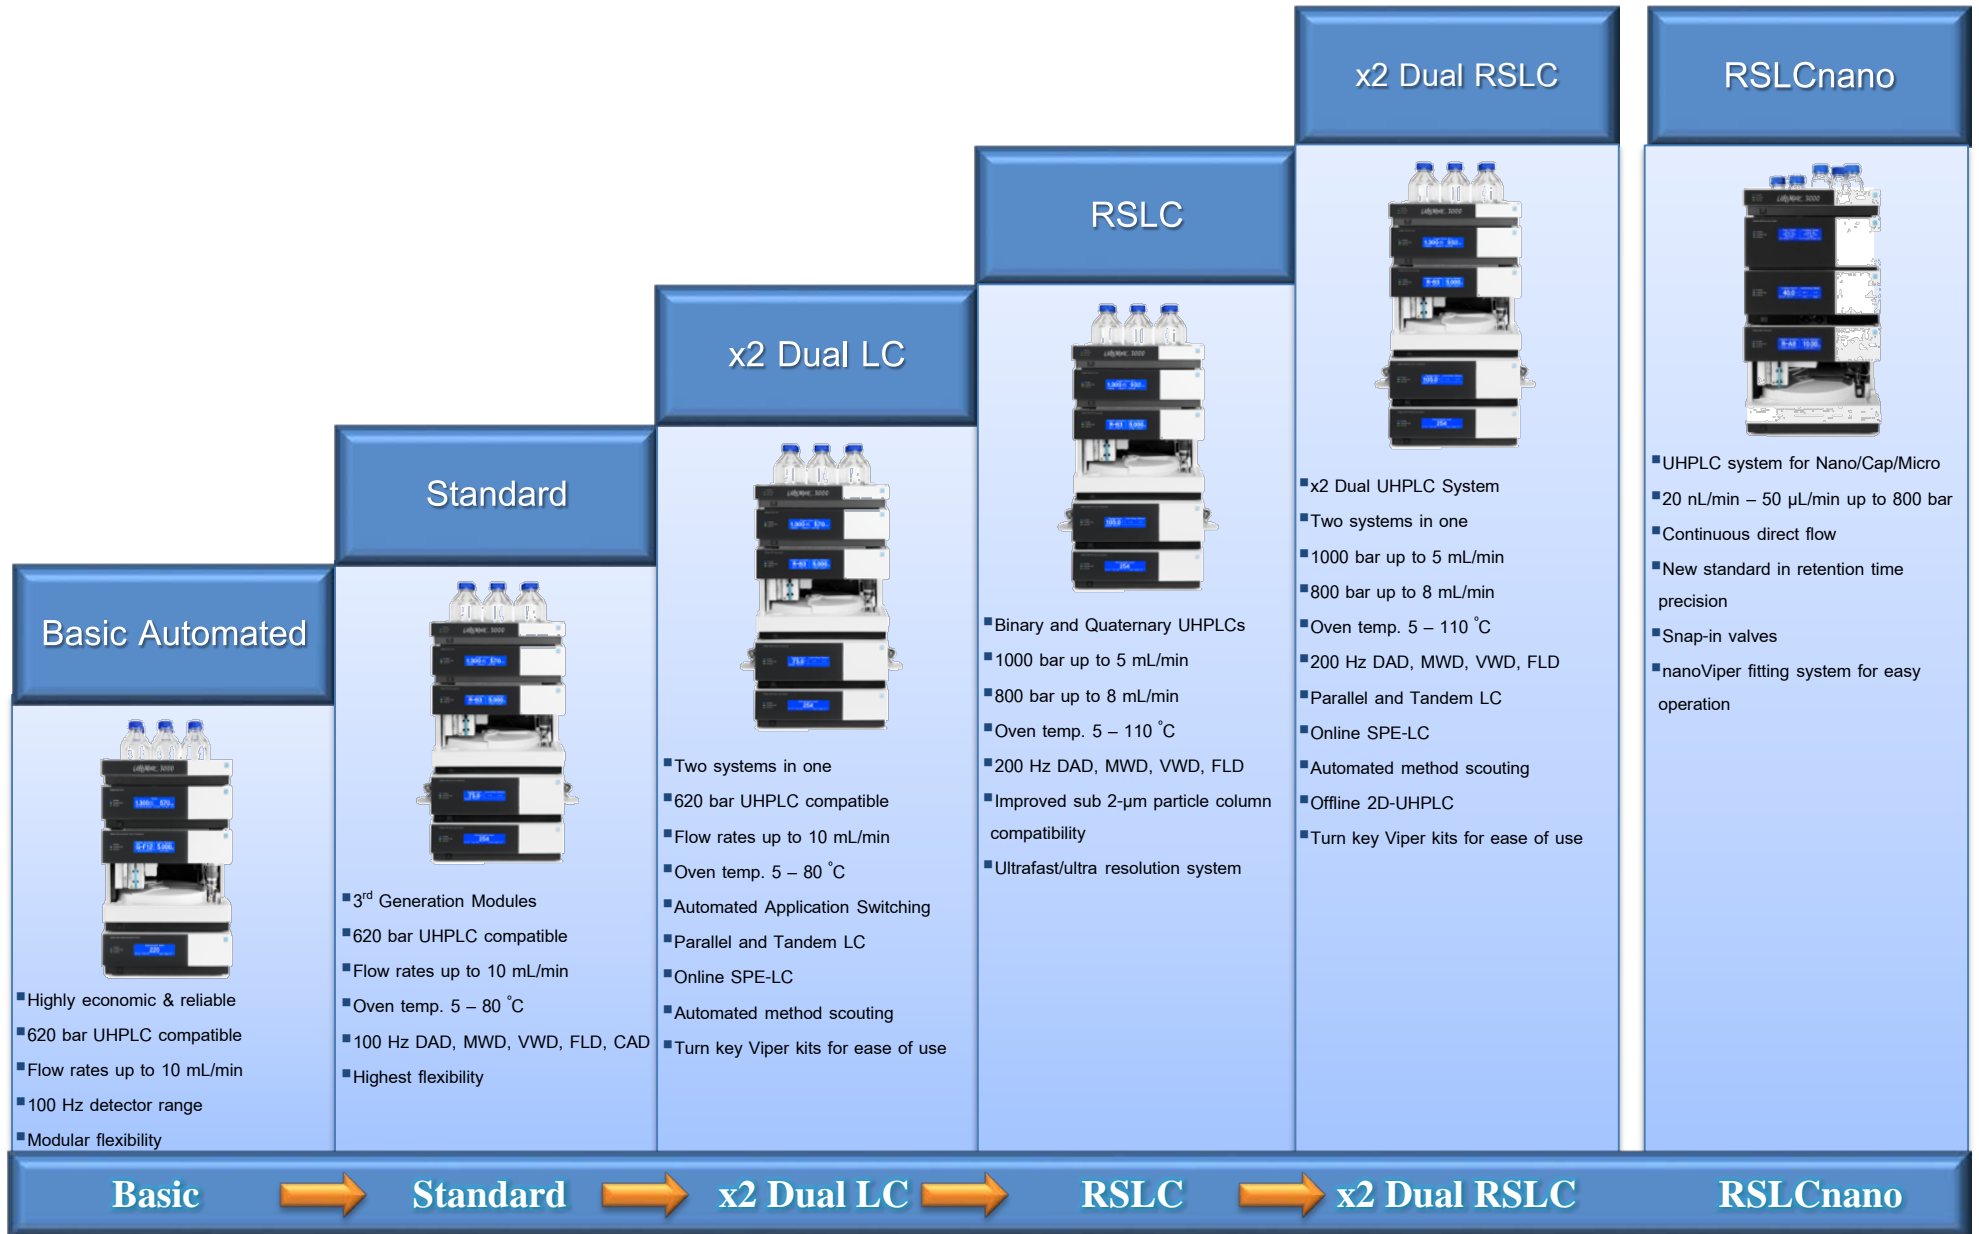 Basic Automated
Highly economic & reliable
620 bar UHPLC compatible
Flow rates up to 10 mL/min
100 Hz detector range
Modular flexibility
Standard
3rd Generation Modules
620 bar UHPLC compatible
Flow rates up to 10 mL/min
Oven temp. 5 – 80 °C
100 Hz DAD, MWD, VWD, FLD, CAD
Highest flexibility
x2 Dual LC
Two systems in one
620 bar UHPLC compatible
Flow rates up to 10 mL/min
Oven temp. 5 – 80 °C
Automated Application Switching
Parallel and Tandem LC
Online SPE-LC
Automated method scouting
Turn key Viper kits for ease of use
RSLC
Binary and Quaternary UHPLCs
1000 bar up to 5 mL/min
800 bar up to 8 mL/min
Oven temp. 5 – 110 °C
200 Hz DAD, MWD, VWD, FLD
Improved sub 2-µm particle column
compatibility
Ultrafast/ultra resolution system
x2 Dual RSLC
x2 Dual UHPLC System
Two systems in one
1000 bar up to 5 mL/min
800 bar up to 8 mL/min
Oven temp. 5 – 110 °C
200 Hz DAD, MWD, VWD, FLD
Parallel and Tandem LC
Online SPE-LC
Automated method scouting
Offline 2D-UHPLC
Turn key Viper kits for ease of use
RSLCnano
UHPLC system for Nano/Cap/Micro
20 nL/min – 50 µL/min up to 800 bar
Continuous direct flow
New standard in retention time
precision
Snap-in valves
nanoViper fitting system for easy
operation
Basic
Standard
x2 Dual LC
RSLC
x2 Dual RSLC
RSLCnano